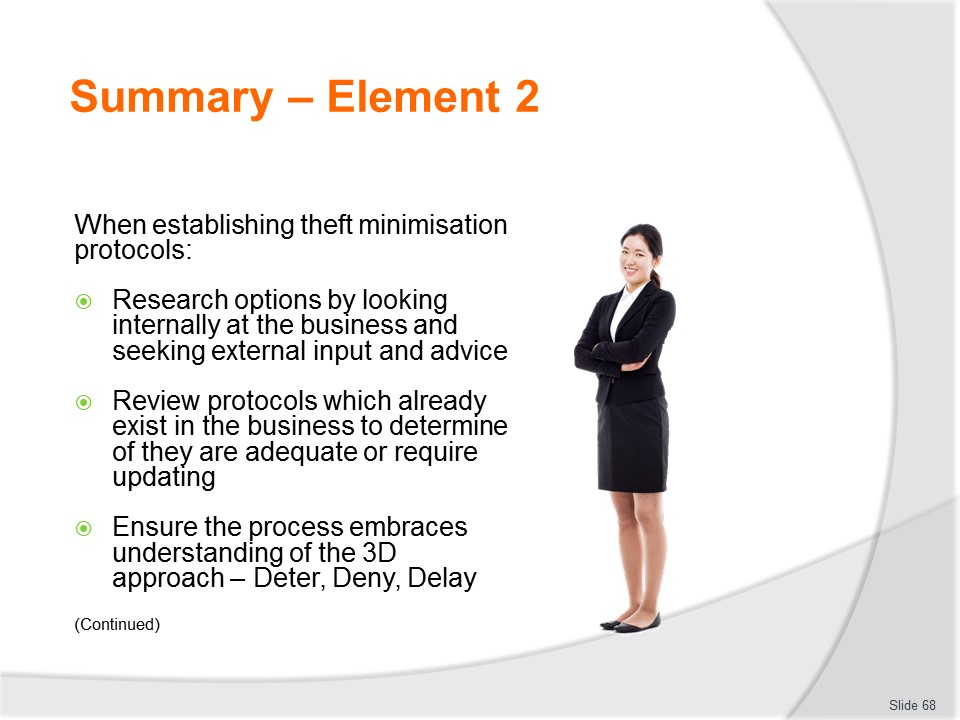 Summary – Element 2
When establishing theft minimisation
protocols:
Research options by looking
internally at the business and
seeking external input and advice
Review protocols which already
exist in the business to determine
of they are adequate or require
updating
Ensure the process embraces
understanding of the 3D
approach – Deter, Deny, Delay
(Continued)
Slide 68